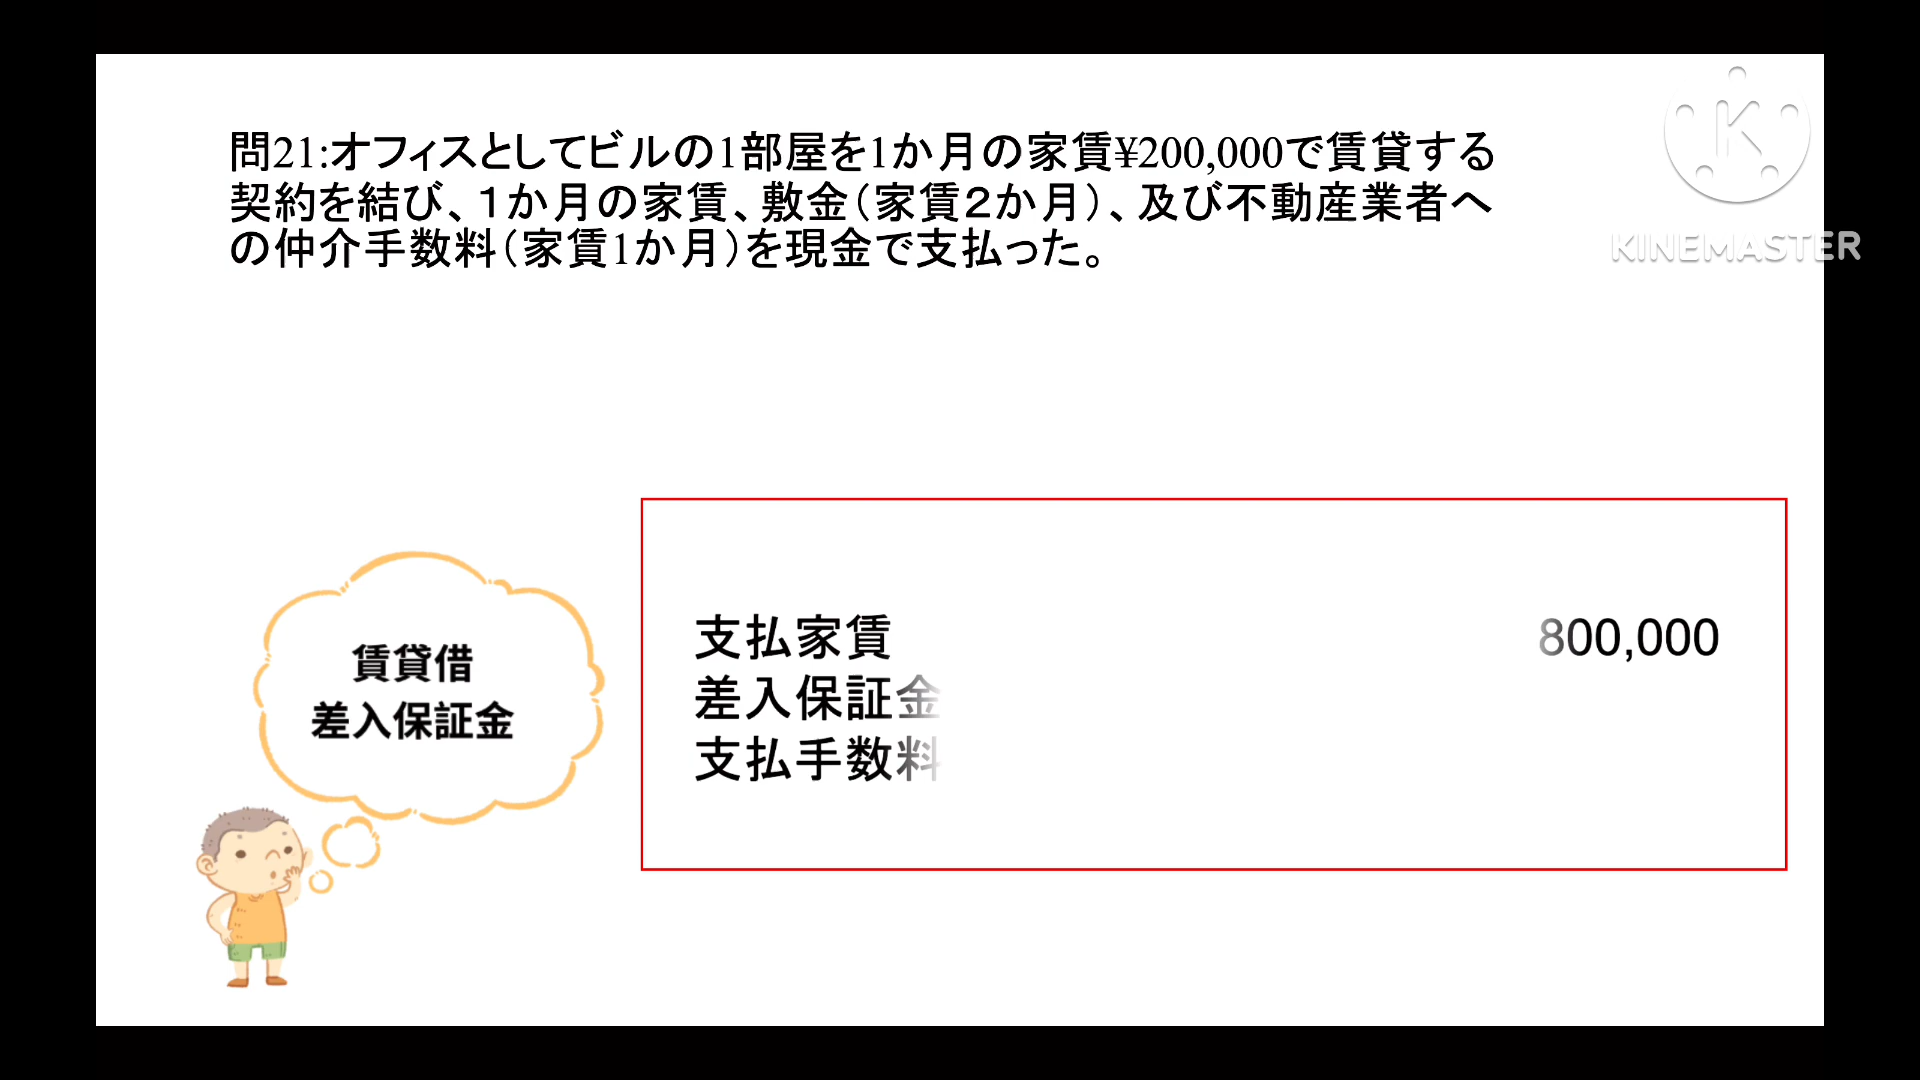 問21:オフィスとしてビルの1部屋を1か月の家賃¥200,000で賃貸する
契約を結び、１か月の家賃、敷金（家賃２か月）、及び不動産業者へ
の仲介手数料（家賃1か月）を現金で支払った。
KINEMASTER
賃貸借
差入保証金
支払家賃 800,000
差入保証金
支払手数料